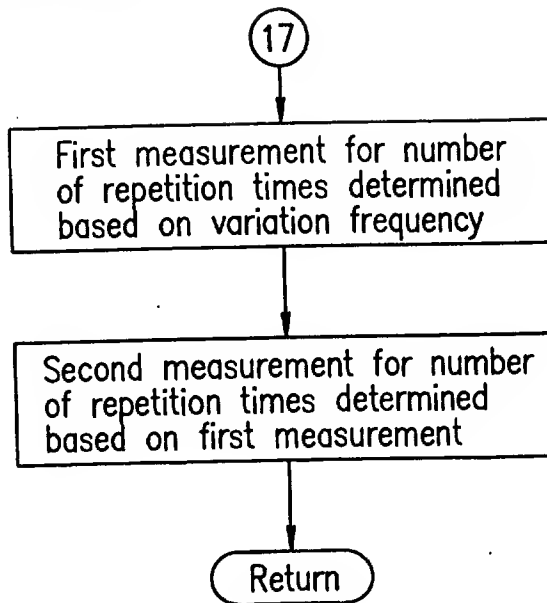 17
First measurement for number
of repetition times determined
based on variation frequency
Second measurement for number
of repetition times determined
based on first measurement
Return